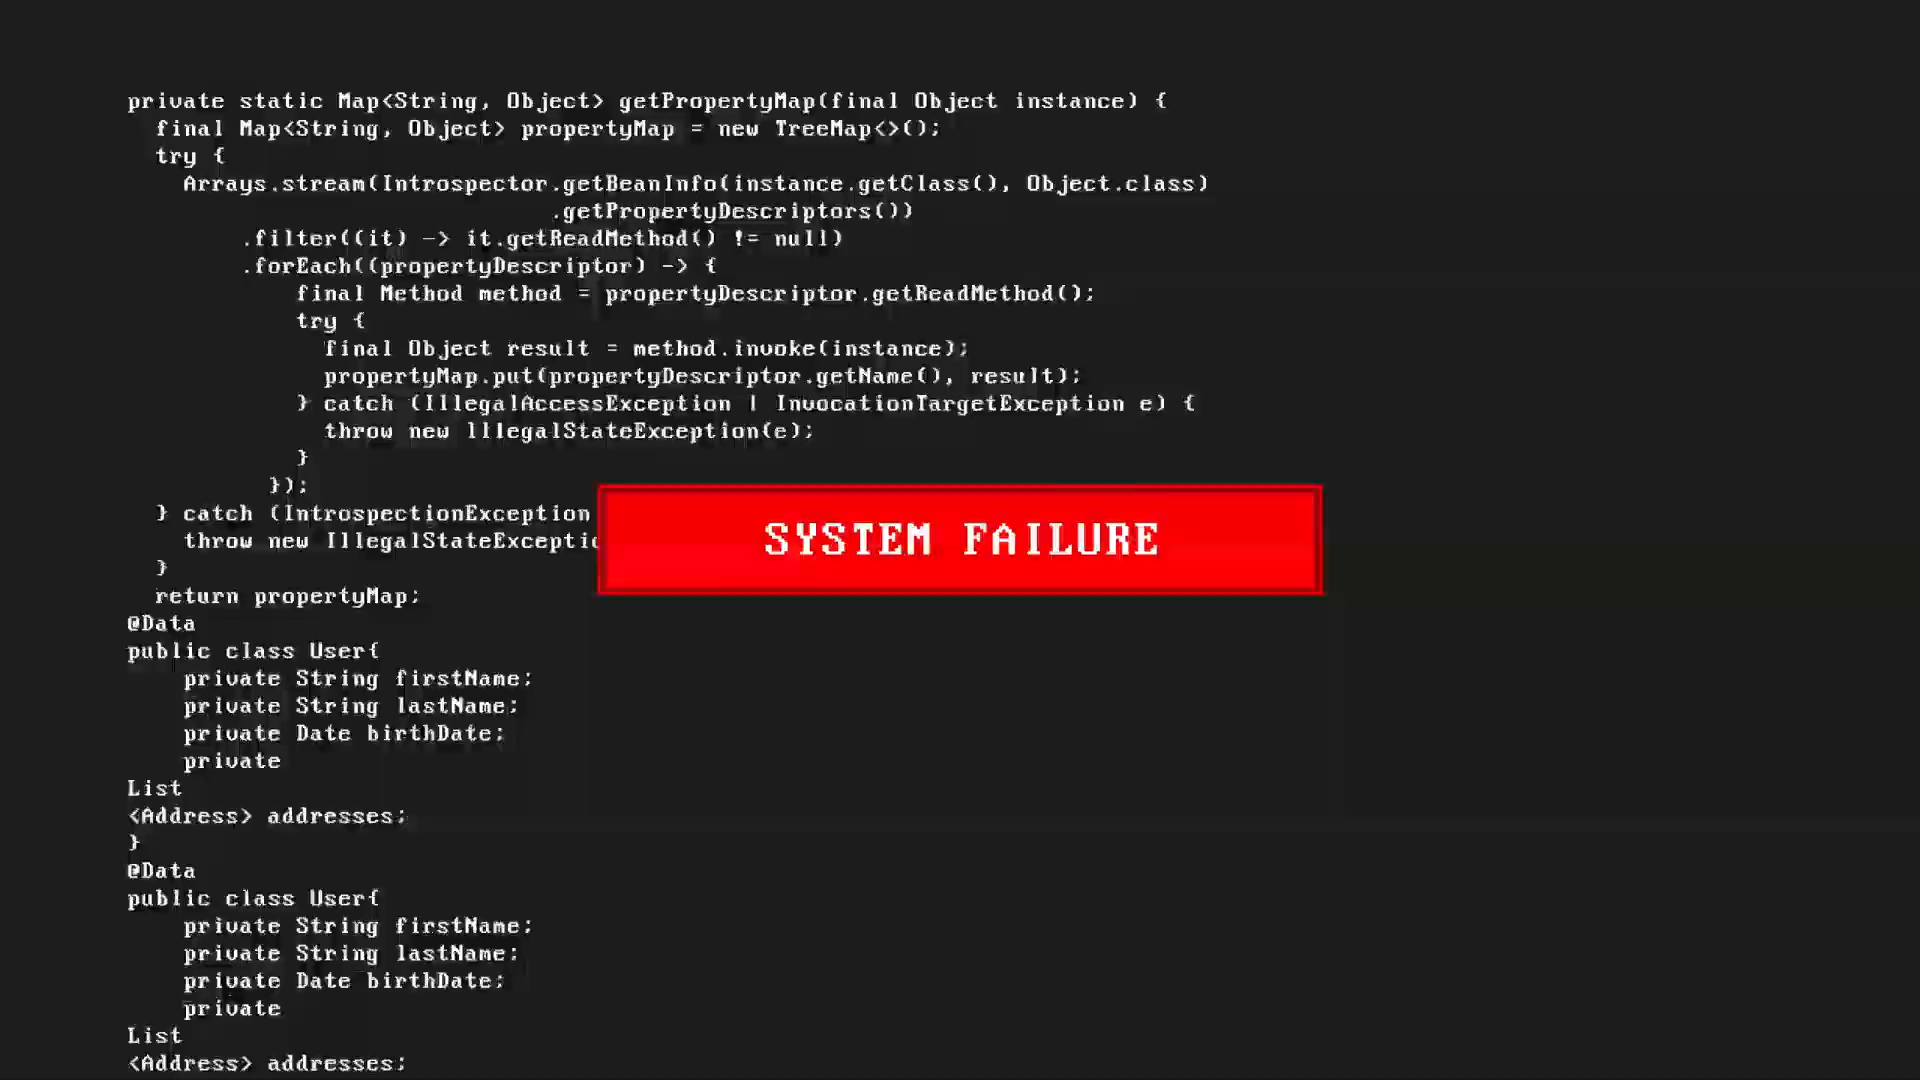 private static Map<String, Object> getPropertyMap(final Object instance) {
final Map<String, Object> propertyMap = new TreeMap<>();
try {
Arrays.stream(Introspector.getBeanInfo(instance.getClass(), Object.class)
.getPropertyDescriptors())
.filter((it) -> it.getReadMethod() != null)
.forEach((propertyDescriptor) -> {
final Method method = propertyDescriptor.getReadMethod();
try {
final Object result = method.invoke(instance);
propertyMap.put(propertyDescriptor.getName(), result);
} catch (IllegalAccessException | InvocationTargetException e) {
throw new lllegalStateException(e);
}
});
} catch (IntrospectionException
throw new IllegalStateExceptio
SYSTEM FAILURE
}
return propertyMap;
@Data
public class User{
private String firstName;
private String lastName;
private Date birthDate;
private
List
<Address> addresses;
}
@Data
public class User{
private String firstName;
private String lastName;
private Date birthDate;
private
List
<Address> addresses;